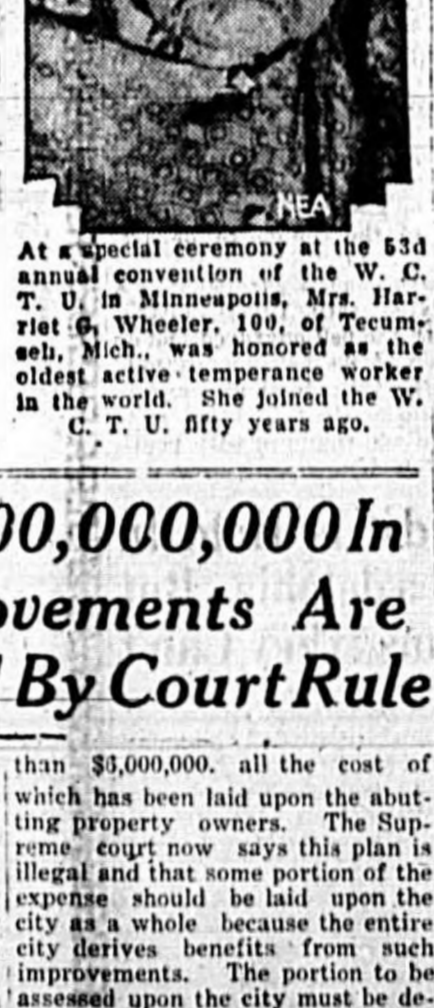 NEA
At a special ceremony at the 53d
annual convention of the W. C.
T. U. in Minneapolis, Mrs. Har-
riet G. Wheeler, 100, of Tecum-
seh, Mich., was honored as the
oldest active temperance worker
in the world. She joined the W.
C. T. U. fifty years ago.
00,000,000 In
ovements Are
By Court Rule
than $6,000,000. all the cost of
which has been laid upon the abut-
ting property owners. The Sup-
reme court now says this plan is
illegal and that some portion of the
expense should be laid upon the
city as a whole because the entire
city derives benefits from such
improvements. The portion to be
assessed upon the city must be de-